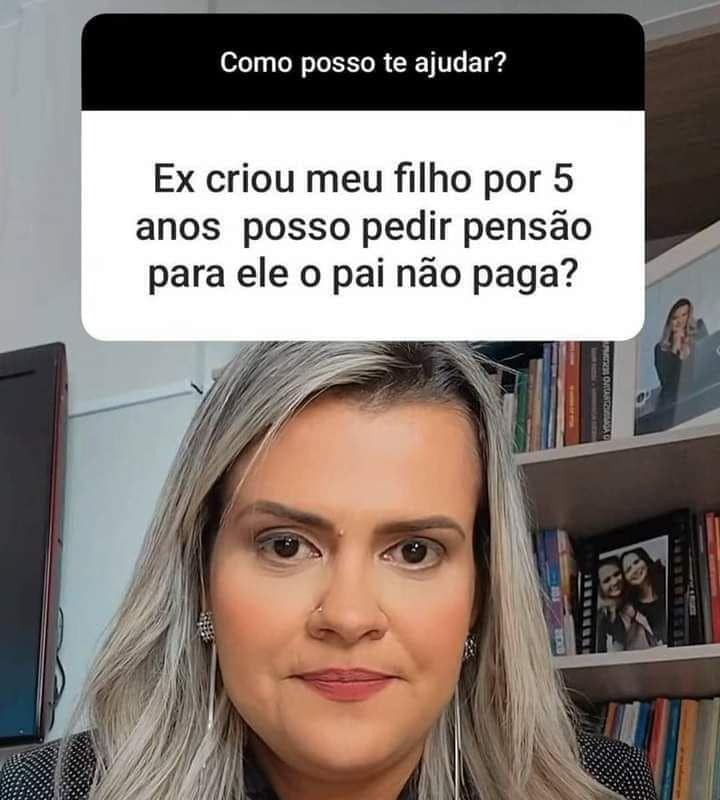 Como posso te ajudar?
Ex criou meu filho por 5
anos posso pedir pensão
para ele o pai não paga?